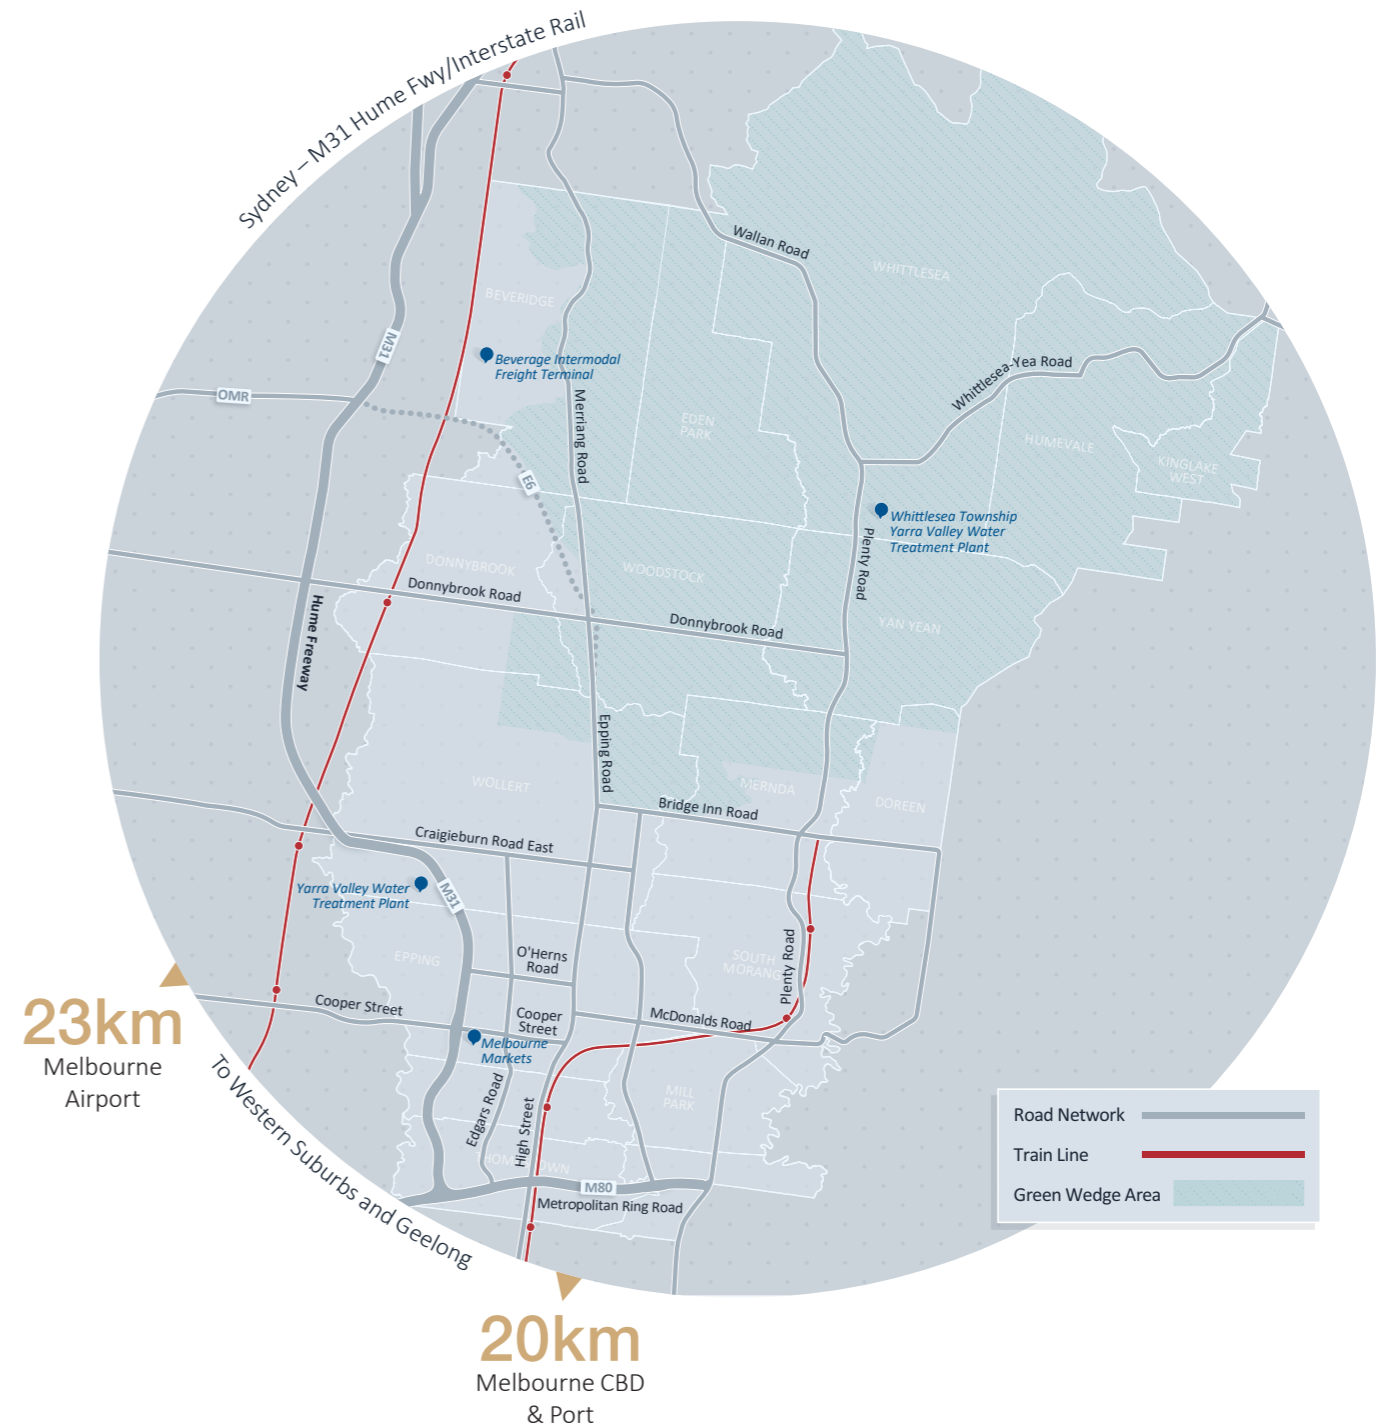 Sydney – M31 Hume Fwy/Interstate Rail
Wallan Road
WHITTLESEA
BEVERIDGE
M31
Beverage Intermodal
Freight Terminal
Whittlesea-Yea Road
OMR
Merriang Road
EDEN
PARK
HUMEVALE
KINGLAKE
WEST
E6
Whittlesea Township
Yarra Valley Water
Treatment Plant
Plenty Road
DONNYBROOK
WOODSTOCK
Donnybrook Road
Donnybrook Road
YAN YEAN
Hume Freeway
Epping Road
WOLLERT
MERNDA
DOREEN
Bridge Inn Road
Craigieburn Road East
Yarra Valley Water
Treatment Plant
M31
EPPING
O'Herns
Road
SOUTH
MORANG
Plenty Road
23km
Melbourne
Airport
Cooper Street
Cooper
Street
McDonalds Road
Melbourne
Markets
To Western Suburbs and Geelong
Edgars Road
High Street
MILL
PARK
M80
Metropolitan Ring Road
Road Network
Train Line
Green Wedge Area
20km
Melbourne CBD
& Port